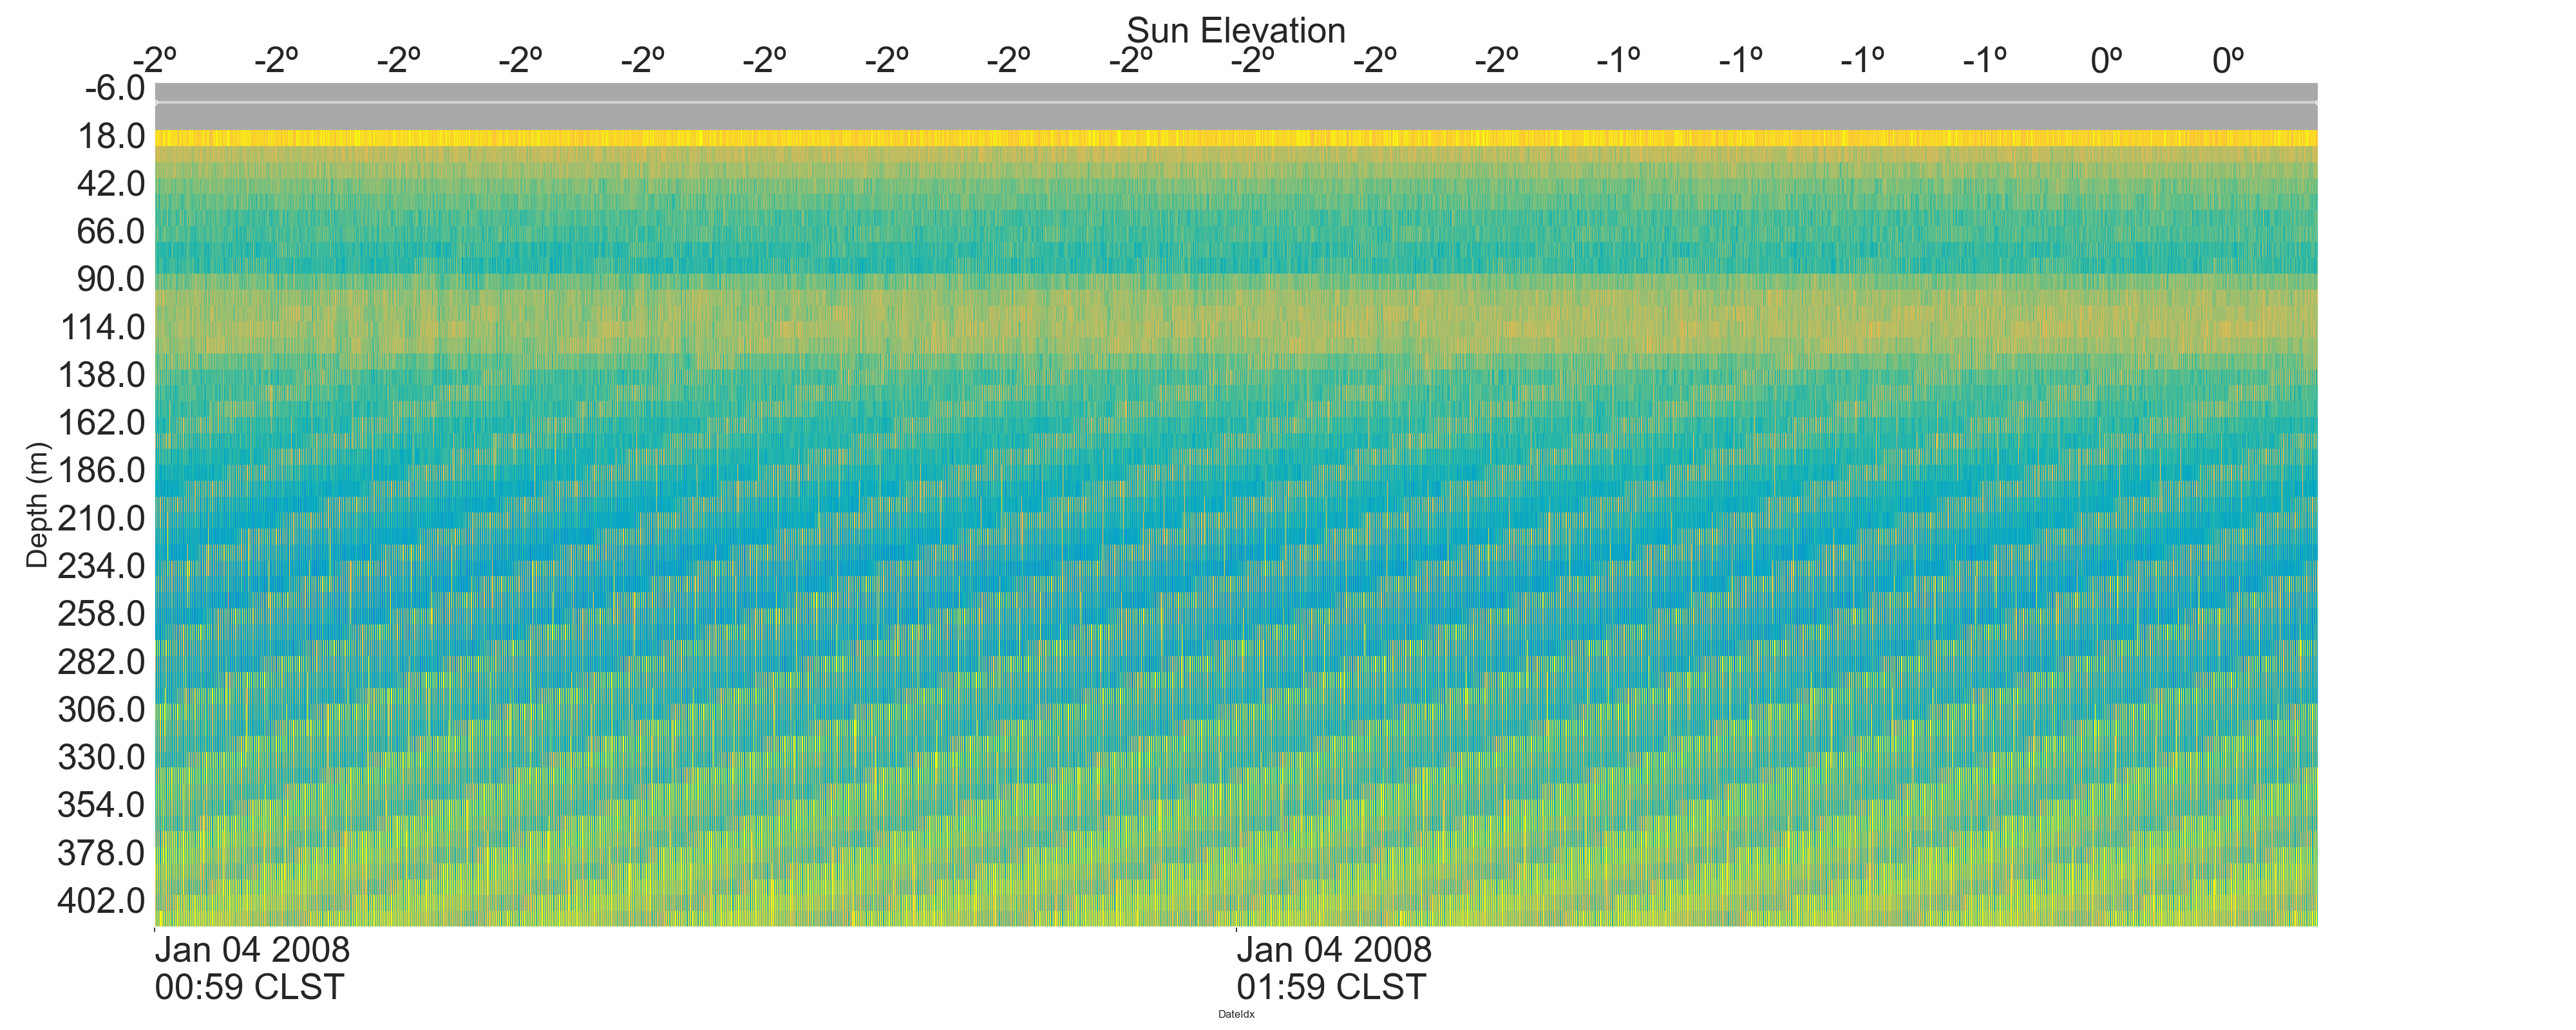 Sun Elevation
-2º -2º -2º -2º -2º -2º -2º -2º -2º -2º -2º -2º -1º -1º -1º -1º 0º 0º
Depth (m)
-6.0
18.0
42.0
66.0
90.0
114.0
138.0
162.0
186.0
210.0
234.0
258.0
282.0
306.0
330.0
354.0
378.0
402.0
Jan 04 2008
00:59 CLST
Jan 04 2008
01:59 CLST
DateIdx